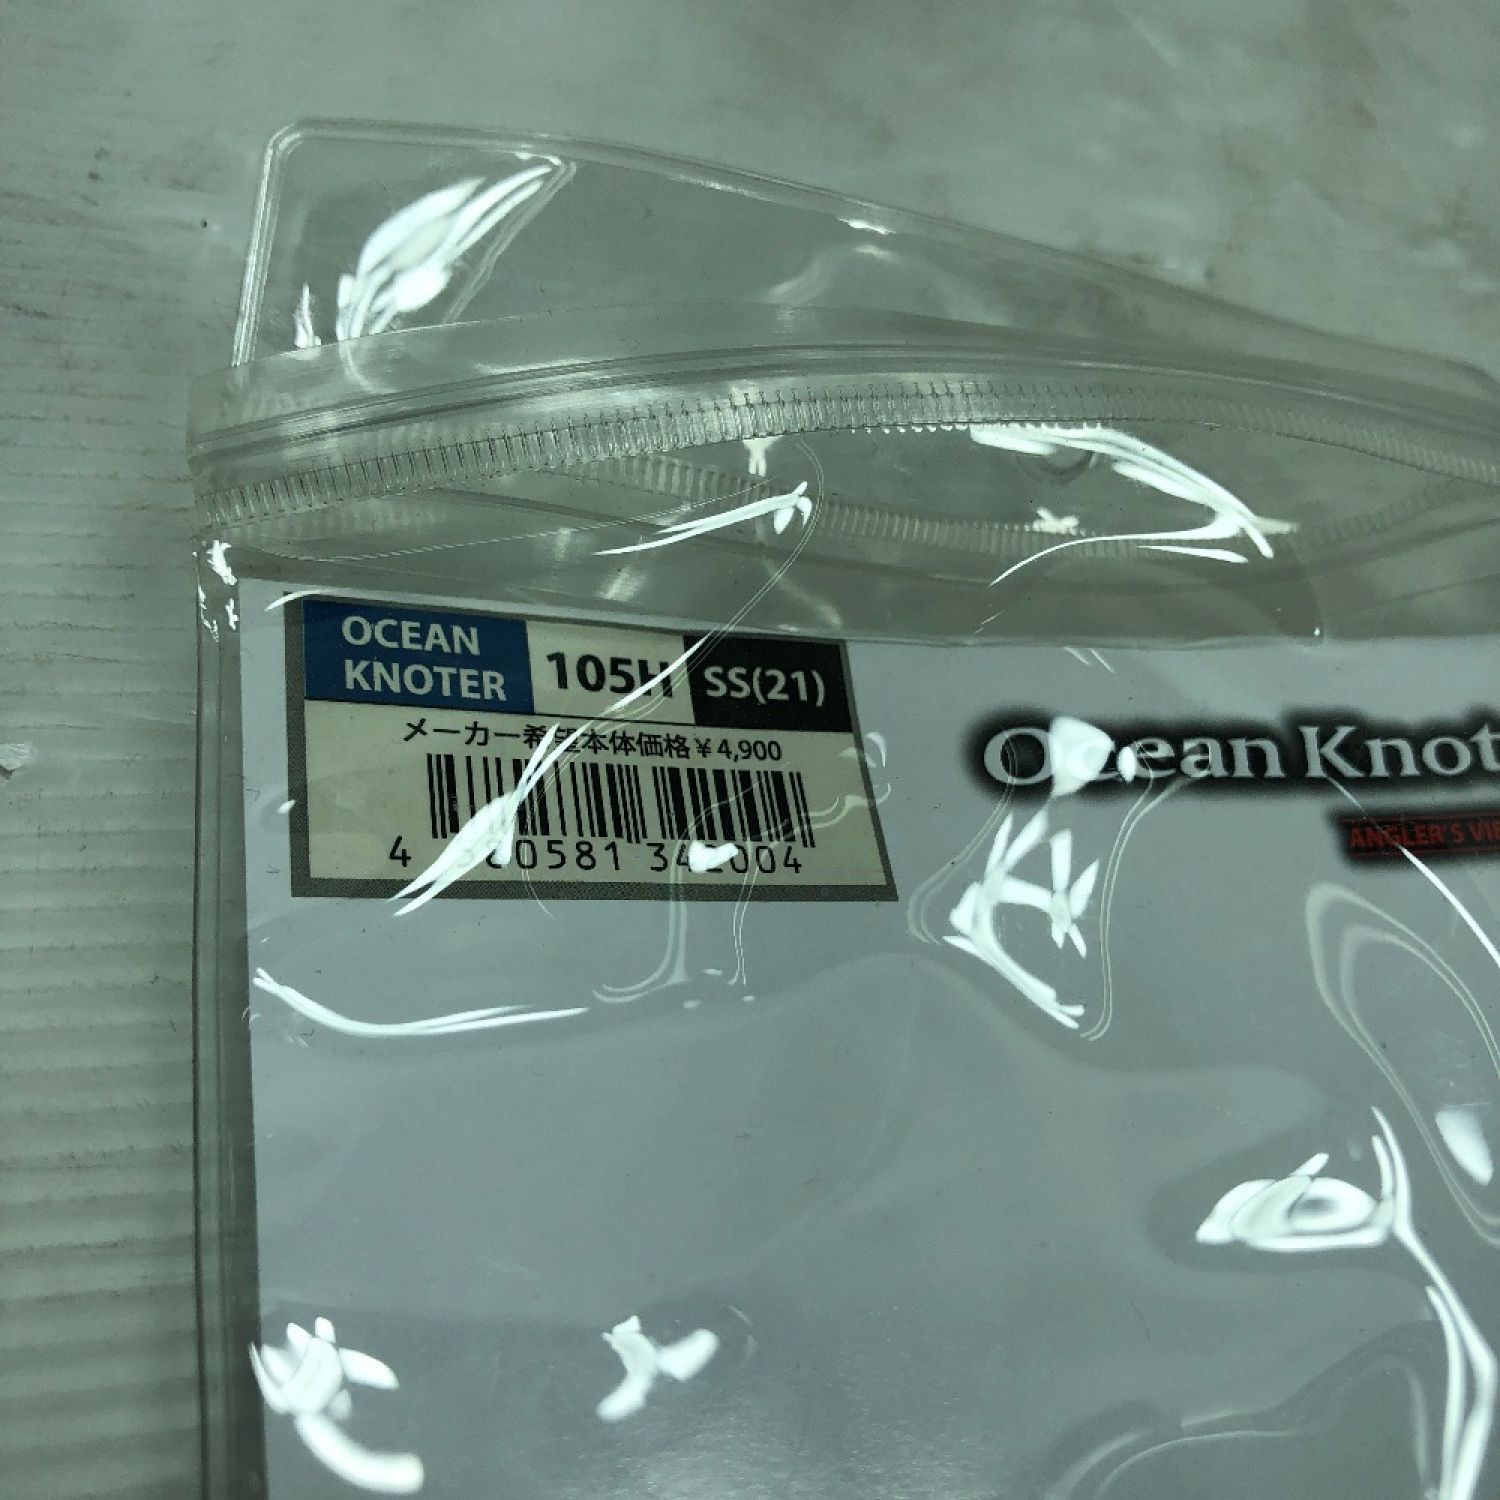 OCEAN
KNOTER
105H
SS(21)
メーカー希望本体価格￥4,900
Ocean Knot
ANGLER'S